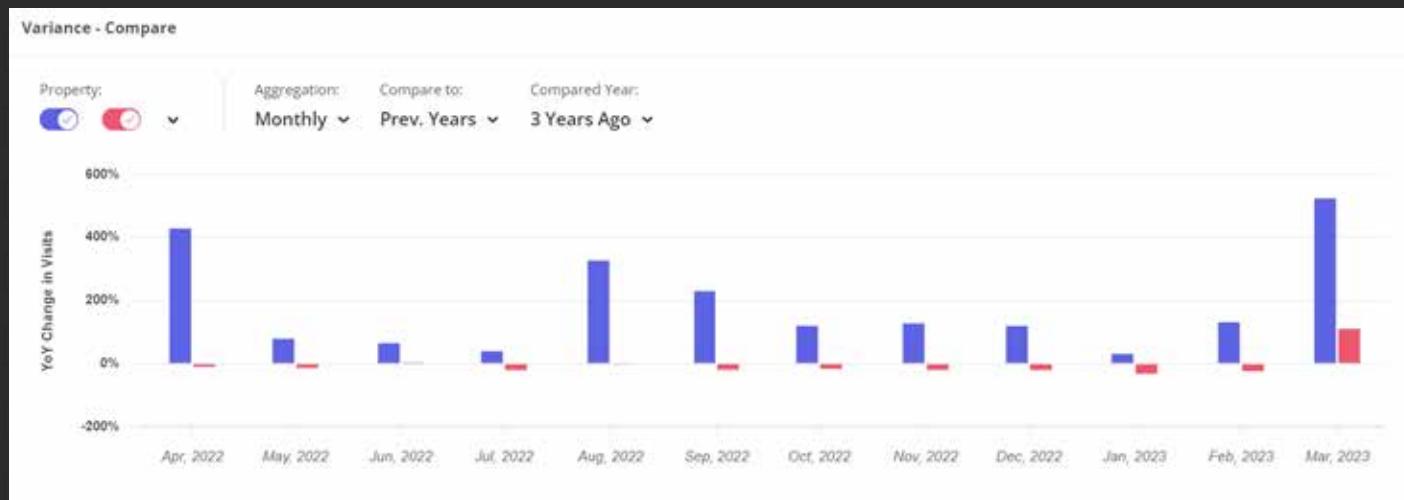 Variance - Compare
Property: Aggregation: Compare to: Compared Year:
Monthly Prev. Years 3 Years Ago
600%
400%
200%
0%
-200%
YoY Change in Visits
Apr, 2022 May, 2022 Jun, 2022 Jul, 2022 Aug, 2022 Sep, 2022 Oct, 2022 Nov, 2022 Dec, 2022 Jan, 2023 Feb, 2023 Mar, 2023